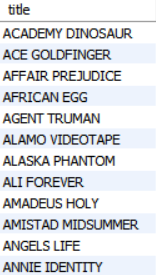 title
ACADEMY DINOSAUR
ACE GOLDFINGER
AFFAIR PREJUDICE
AFRICAN EGG
AGENT TRUMAN
ALAMO VIDEOTAPE
ALASKA PHANTOM
ALI FOREVER
AMADEUS HOLY
AMISTAD MIDSUMMER
ANGELS LIFE
ANNIE IDENTITY